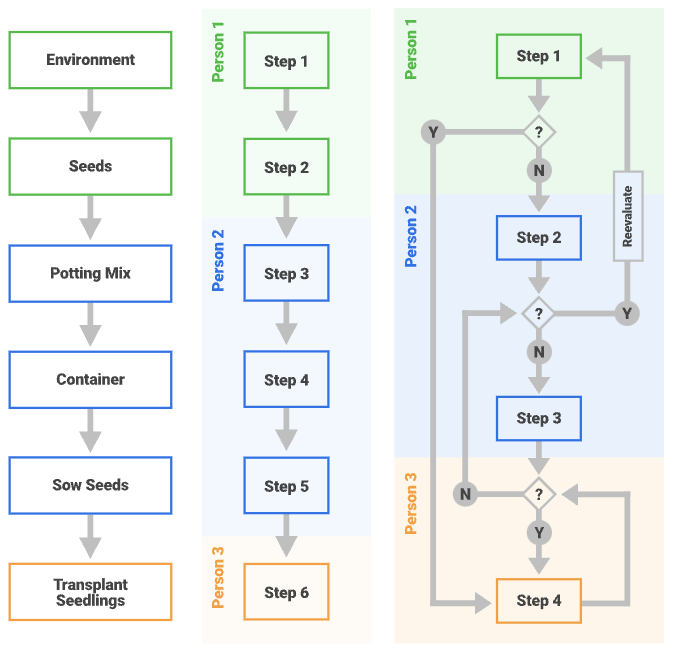 Environment
Seeds
Potting Mix
Container
Sow Seeds
Transplant
Seedlings
Person 1
Step 1
Step 2
Person 2
Step 3
Step 4
Step 5
Person 3
Step 6
Person 1
Step 1
?
Y
N
Person 2
Step 2
Reevaluate
?
Y
N
Step 3
Person 3
?
N
Y
Step 4